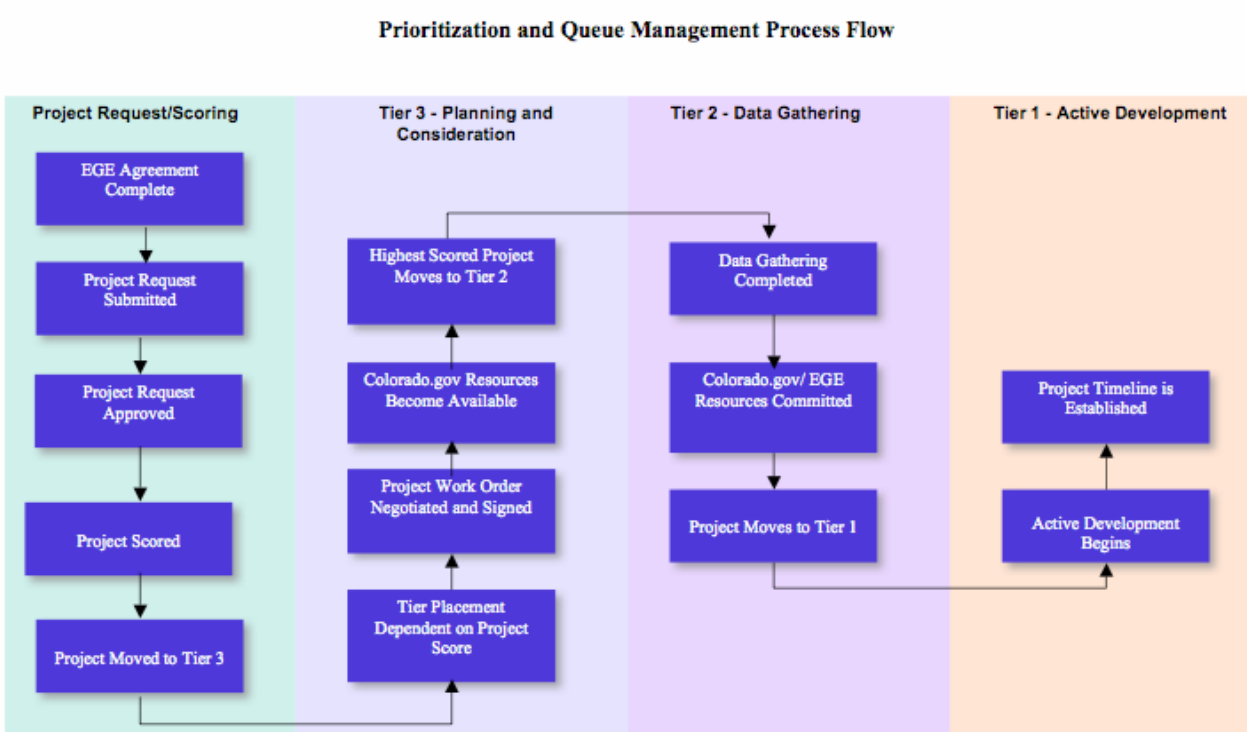 Prioritization and Queue Management Process Flow
Project Request/Scoring
EGE Agreement
Complete
Project Request
Submitted
Project Request
Approved
Project Scored
Project Moved to Tier 3
Tier 3 - Planning and
Consideration
Highest Scored Project
Moves to Tier 2
Colorado.gov Resources
Become Available
Project Work Order
Negotiated and Signed
Tier Placement
Dependent on Project
Score
Tier 2 - Data Gathering
Data Gathering
Completed
Colorado.gov/ EGE
Resources Committed
Project Moves to Tier 1
Tier 1 - Active Development
Project Timeline is
Established
Active Development
Begins